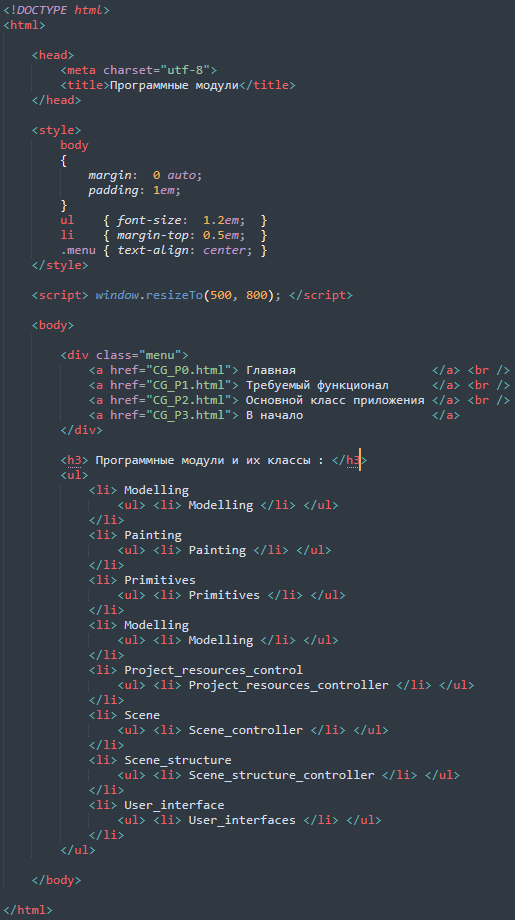 <!DOCTYPE html>
<html>
<head>
<meta charset="utf-8">
<title>Программные модули</title>
</head>
<style>
body
{
margin:  0 auto;
padding: 1em;
}
ul    { font-size:  1.2em;  }
li    { margin-top: 0.5em;  }
.menu { text-align: center; }
</style>
<script> window.resizeTo(500, 800); </script>
<body>
<div class="menu">
<a href="CG_P0.html"> Главная                   </a> <br />
<a href="CG_P1.html"> Требуемый функционал      </a> <br />
<a href="CG_P2.html"> Основной класс приложения </a> <br />
<a href="CG_P3.html"> В начало                  </a>
</div>
<h3> Программные модули и их классы : </h3>
<ul>
<li> Modelling
<ul> <li> Modelling </li> </ul>
</li>
<li> Painting
<ul> <li> Painting </li> </ul>
</li>
<li> Primitives
<ul> <li> Primitives </li> </ul>
</li>
<li> Modelling
<ul> <li> Modelling </li> </ul>
</li>
<li> Project_resources_control
<ul> <li> Project_resources_controller </li> </ul>
</li>
<li> Scene
<ul> <li> Scene_controller </li> </ul>
</li>
<li> Scene_structure
<ul> <li> Scene_structure_controller </li> </ul>
</li>
<li> User_interface
<ul> <li> User_interfaces </li> </ul>
</li>
</ul>
</body>
</html>